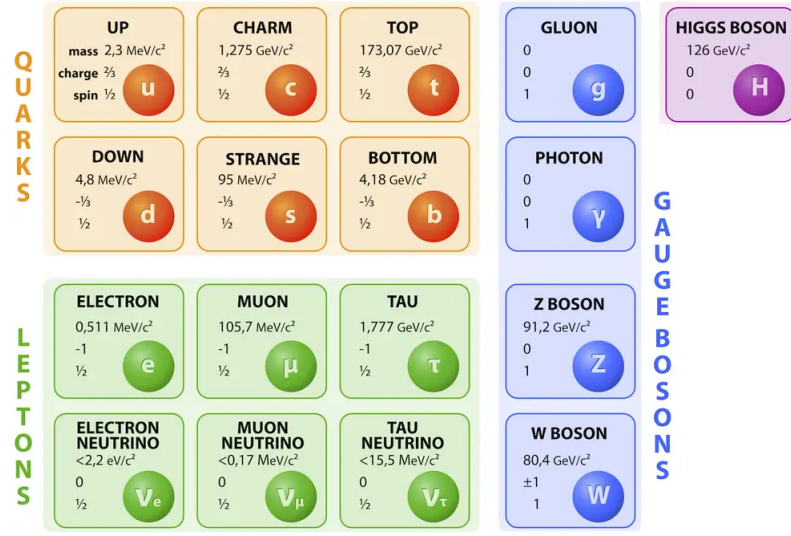 QUARKS
UP
mass 2,3 MeV/c²
charge ⅔
spin ½
u
CHARM
1,275 GeV/c²
⅔
½
c
TOP
173,07 GeV/c²
⅔
½
t
GLUON
0
0
1
g
HIGGS BOSON
126 GeV/c²
0
0
H
DOWN
4,8 MeV/c²
-⅓
½
d
STRANGE
95 MeV/c²
-⅓
½
s
BOTTOM
4,18 GeV/c²
-⅓
½
b
PHOTON
0
0
1
γ
GAUGE BOSONS
LEPTONS
ELECTRON
0,511 MeV/c²
-1
½
e
MUON
105,7 MeV/c²
-1
½
μ
TAU
1,777 GeV/c²
-1
½
τ
Z BOSON
91,2 GeV/c²
0
1
Z
ELECTRON
NEUTRINO
<2,2 eV/c²
0
½
νe
MUON
NEUTRINO
<0,17 MeV/c²
0
½
νμ
TAU
NEUTRINO
<15,5 MeV/c²
0
½
ντ
W BOSON
80,4 GeV/c²
±1
1
W